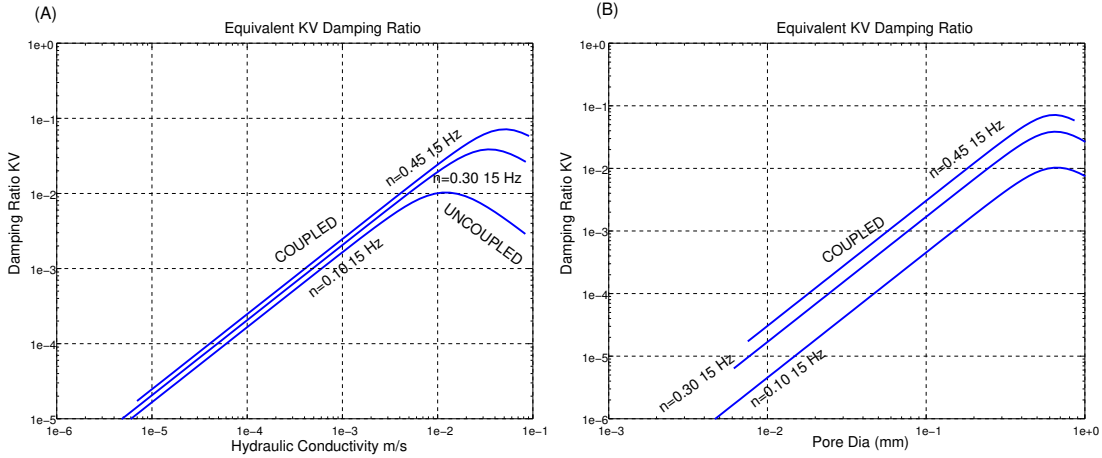 (A)
Equivalent KV Damping Ratio
Damping Ratio KV
1e+0
1e-1
1e-2
1e-3
1e-4
1e-5
n=0.45 15 Hz
n=0.30 15 Hz
n=0.10 15 Hz
COUPLED
UNCOUPLED
1e-6
1e-5
1e-4
1e-3
1e-2
1e-1
Hydraulic Conductivity m/s
(B)
Equivalent KV Damping Ratio
Damping Ratio KV
1e+0
1e-1
1e-2
1e-3
1e-4
1e-5
1e-6
n=0.45 15 Hz
COUPLED
n=0.30 15 Hz
n=0.10 15 Hz
1e-3
1e-2
1e-1
1e+0
Pore Dia (mm)